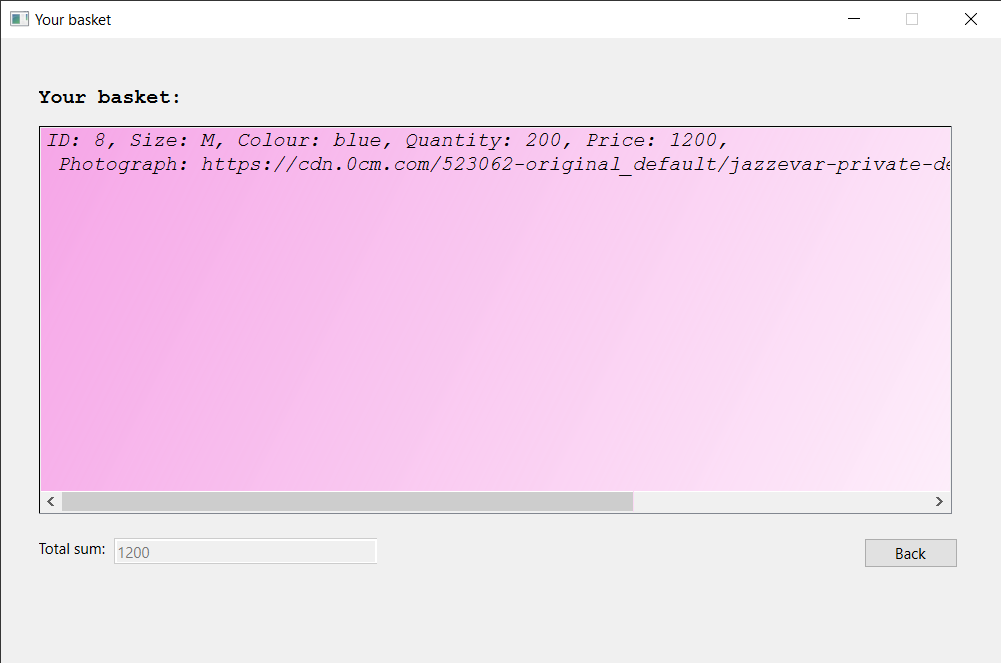 Your basket
Your basket:
ID: 8, Size: M, Colour: blue, Quantity: 200, Price: 1200,
Photograph: https://cdn.0cm.com/523062-original_default/jazzevar-private-de
Total sum: 1200
Back